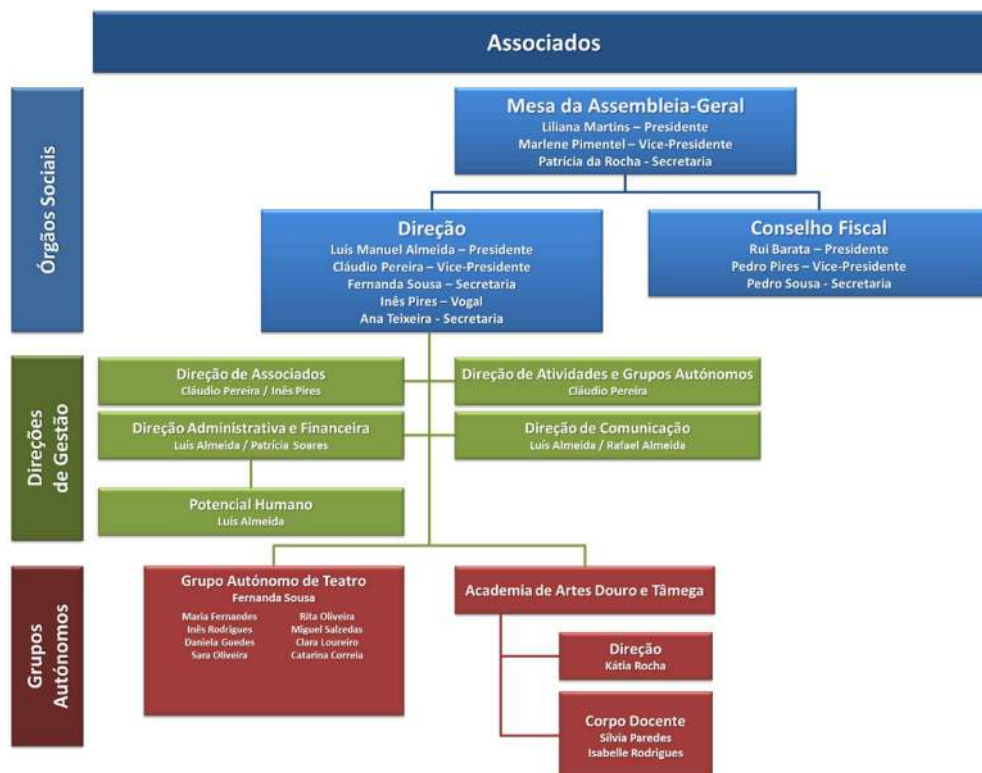 Associados
Órgãos Sociais
Mesa da Assembleia-Geral
Liliana Martins – Presidente
Marlene Pimentel – Vice-Presidente
Patrícia da Rocha - Secretaria
Direção
Luís Manuel Almeida – Presidente
Cláudio Pereira – Vice-Presidente
Fernanda Sousa – Secretaria
Inês Pires – Vogal
Ana Teixeira - Secretaria
Conselho Fiscal
Rui Barata – Presidente
Pedro Pires – Vice-Presidente
Pedro Sousa - Secretaria
Direções
de Gestão
Direção de Associados
Cláudio Pereira / Inês Pires
Direção de Atividades e Grupos Autónomos
Cláudio Pereira
Direção Administrativa e Financeira
Luís Almeida / Patrícia Soares
Direção de Comunicação
Luís Almeida / Rafael Almeida
Potencial Humano
Luís Almeida
Grupos
Autónomos
Grupo Autónomo de Teatro
Fernanda Sousa
Maria Fernandes
Inês Rodrigues
Daniela Guedes
Sara Oliveira
Rita Oliveira
Miguel Salzedas
Clara Loureiro
Catarina Correia
Academia de Artes Douro e Tâmega
Direção
Kátia Rocha
Corpo Docente
Sílvia Paredes
Isabelle Rodrigues